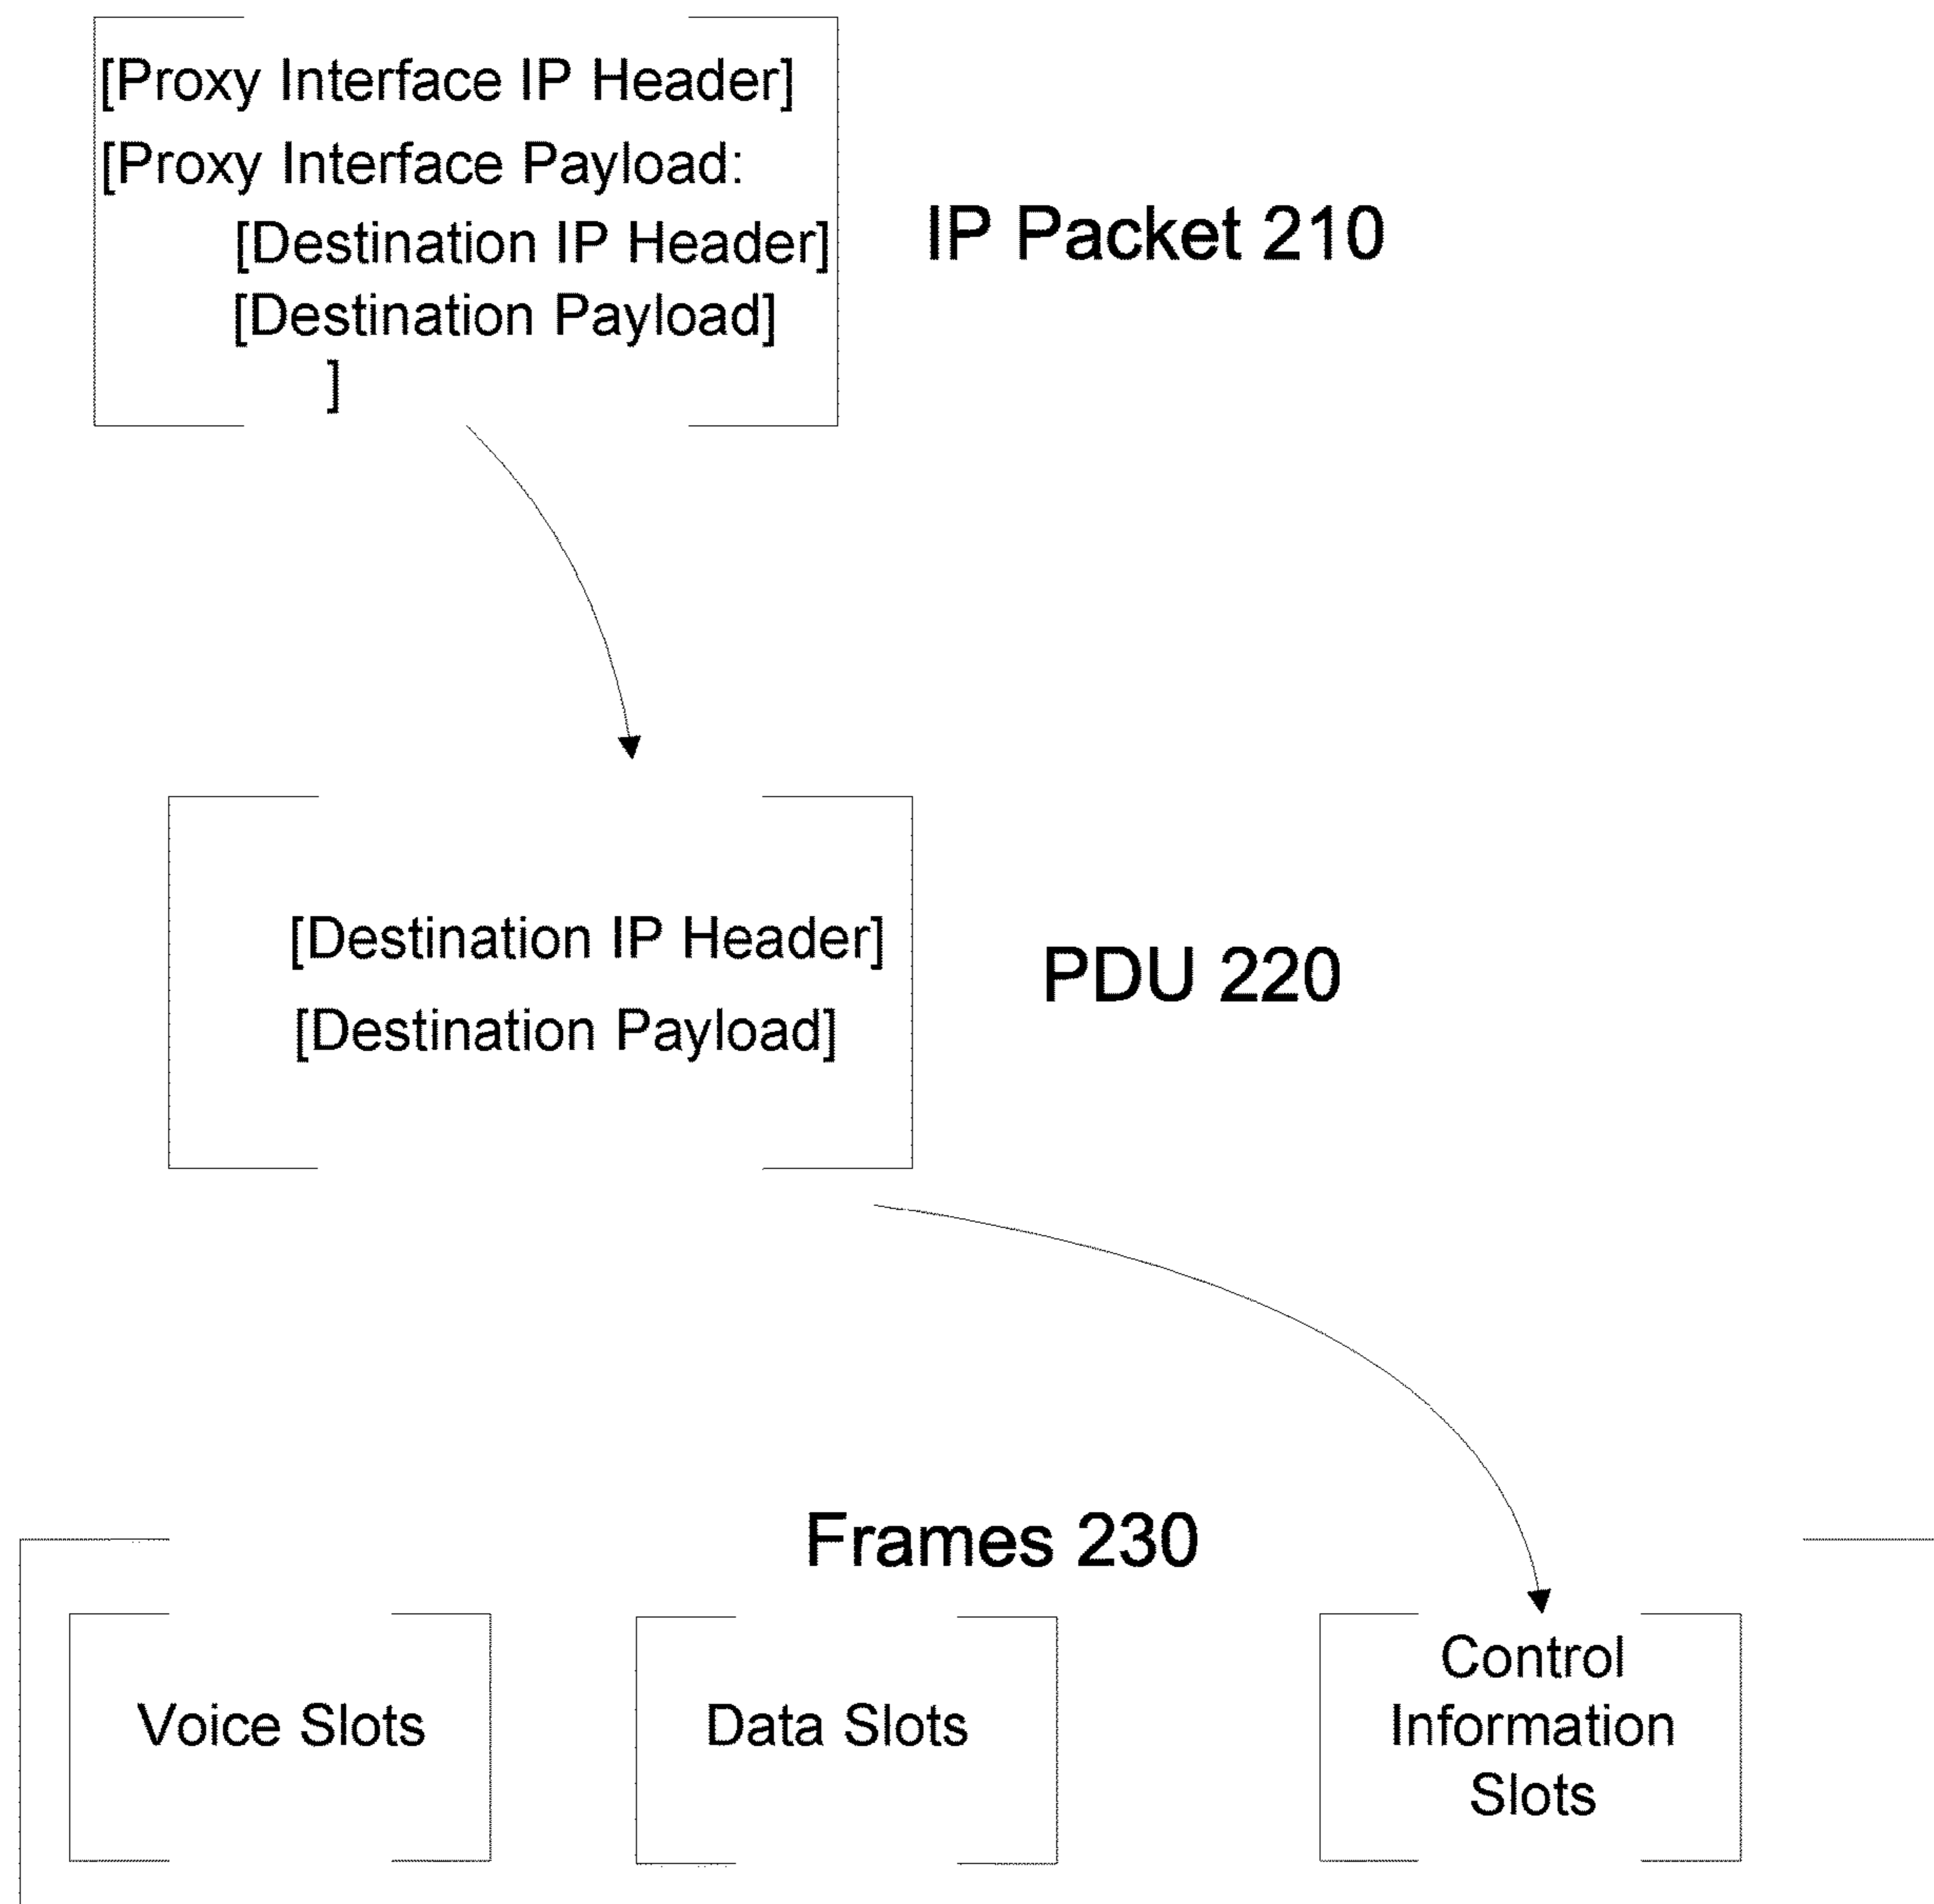 [Proxy Interface IP Header]
[Proxy Interface Payload:
[Destination IP Header]
[Destination Payload]
]
IP Packet 210
[Destination IP Header]
[Destination Payload]
PDU 220
Frames 230
Voice Slots
Data Slots
Control
Information
Slots